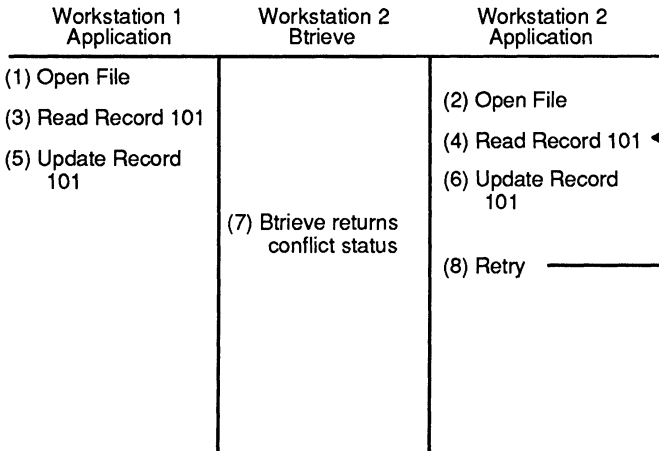 Workstation 1
Application
Workstation 2
Btrieve
Workstation 2
Application
(1) Open File
(2) Open File
(3) Read Record 101
(4) Read Record 101
(5) Update Record
101
(6) Update Record
101
(7) Btrieve returns
conflict status
(8) Retry